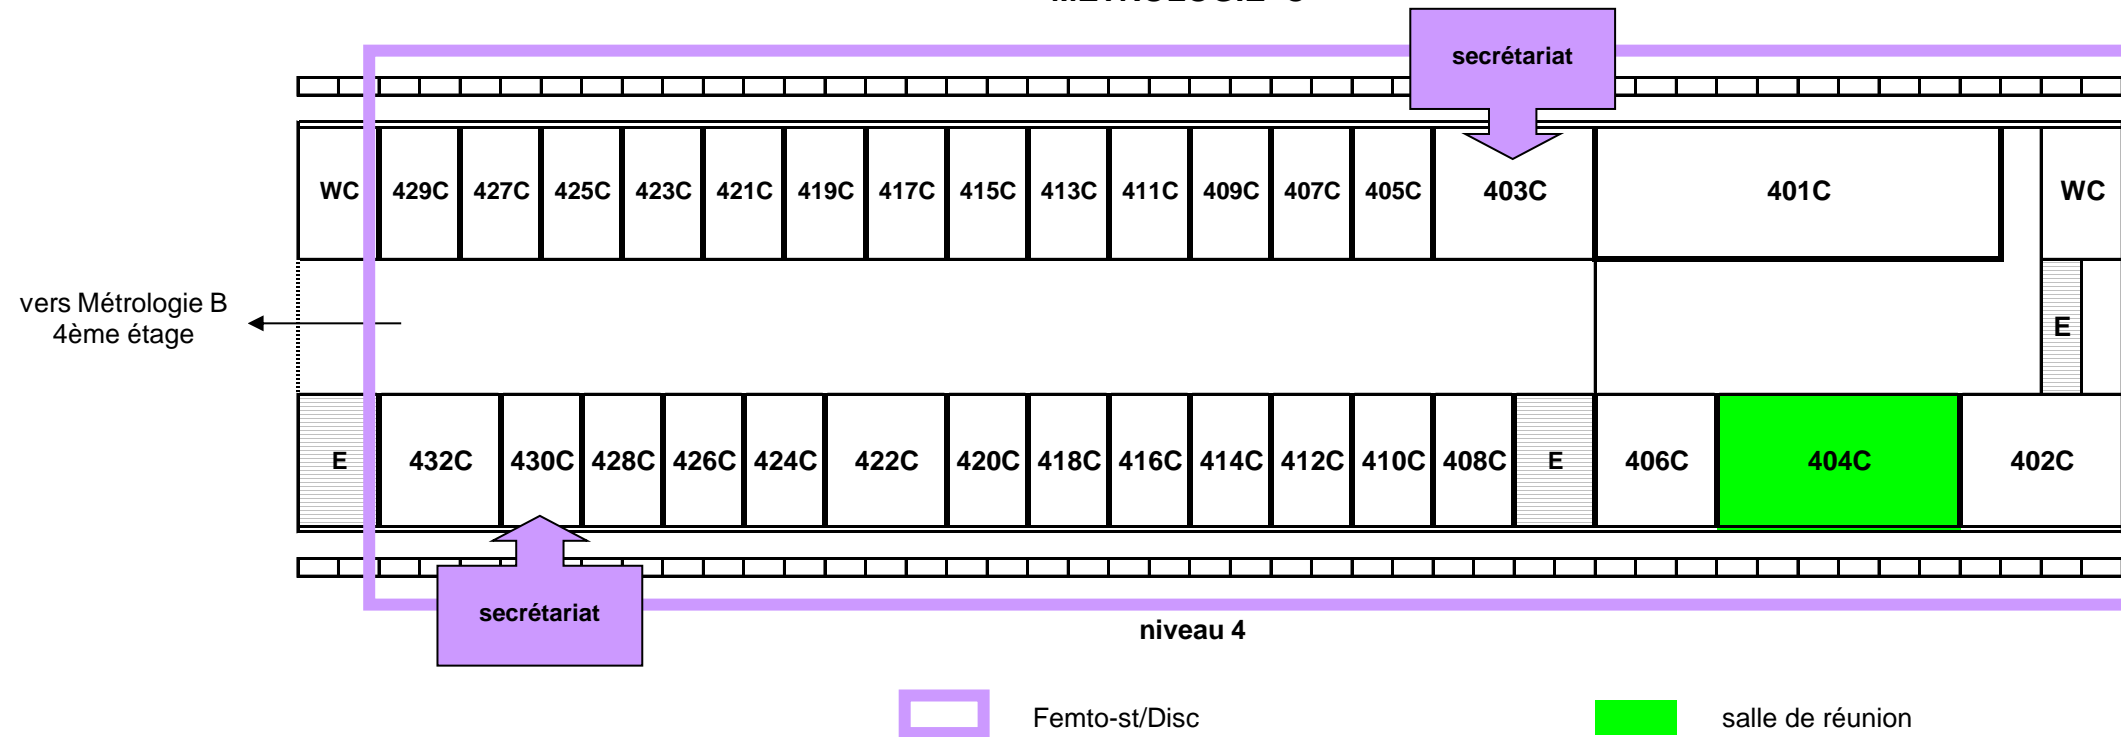 secrétariat
WC 429C 427C 425C 423C 421C 419C 417C 415C 413C 411C 409C 407C 405C 403C 401C WC
vers Métrologie B
4ème étage
E
E 432C 430C 428C 426C 424C 422C 420C 418C 416C 414C 412C 410C 408C E 406C 404C 402C
secrétariat
niveau 4
Femto-st/Disc
salle de réunion